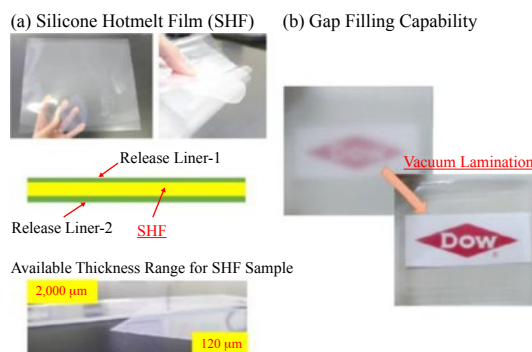 (a) Silicone Hotmelt Film (SHF)
Release Liner-1
Release Liner-2
SHF
Available Thickness Range for SHF Sample
2,000 μm
120 μm
(b) Gap Filling Capability
Vacuum Lamination
Dow
®